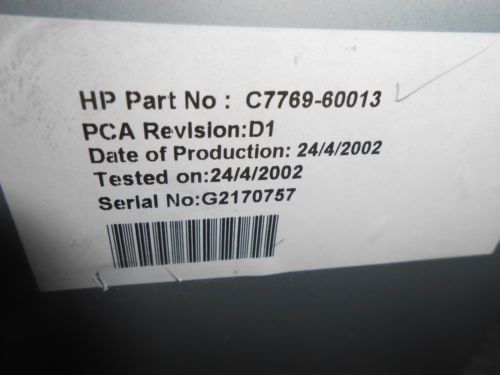 HP Part No : C7769-60013
PCA Revision:D1
Date of Production: 24/4/2002
Tested on:24/4/2002
Serial No:G2170757